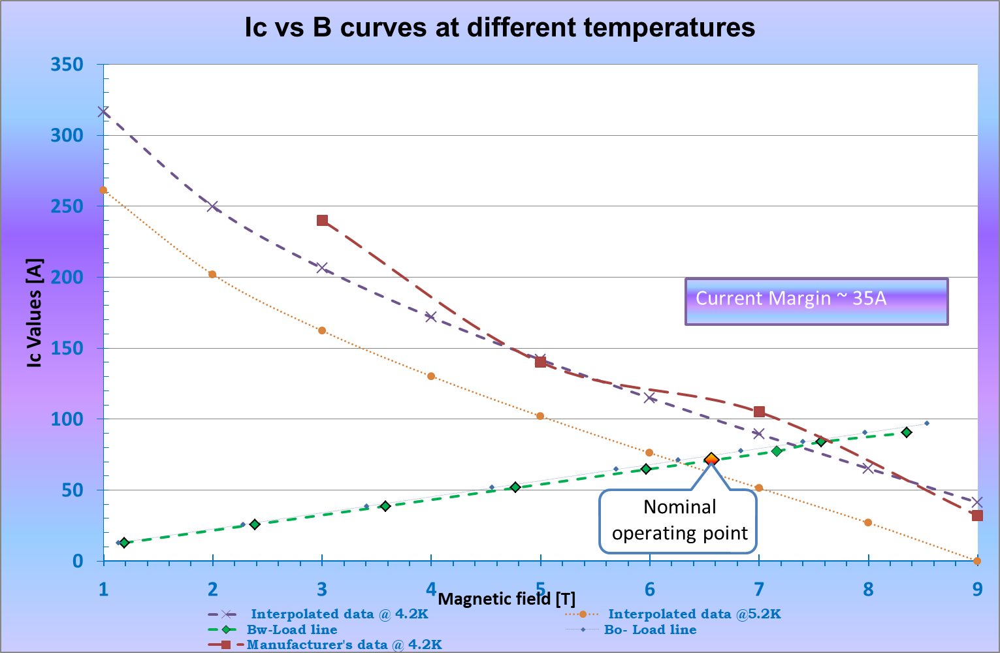 Ic vs B curves at different temperatures
350
300
250
200
150
100
50
0
Ic Values [A]
Current Margin ~ 35A
Nominal
operating point
1 2 3 4 5 6 7 8 9
Magnetic field [T]
Interpolated data @ 4.2K Interpolated data @5.2K
Bw-Load line Bo- Load line
Manufacturer's data @ 4.2K